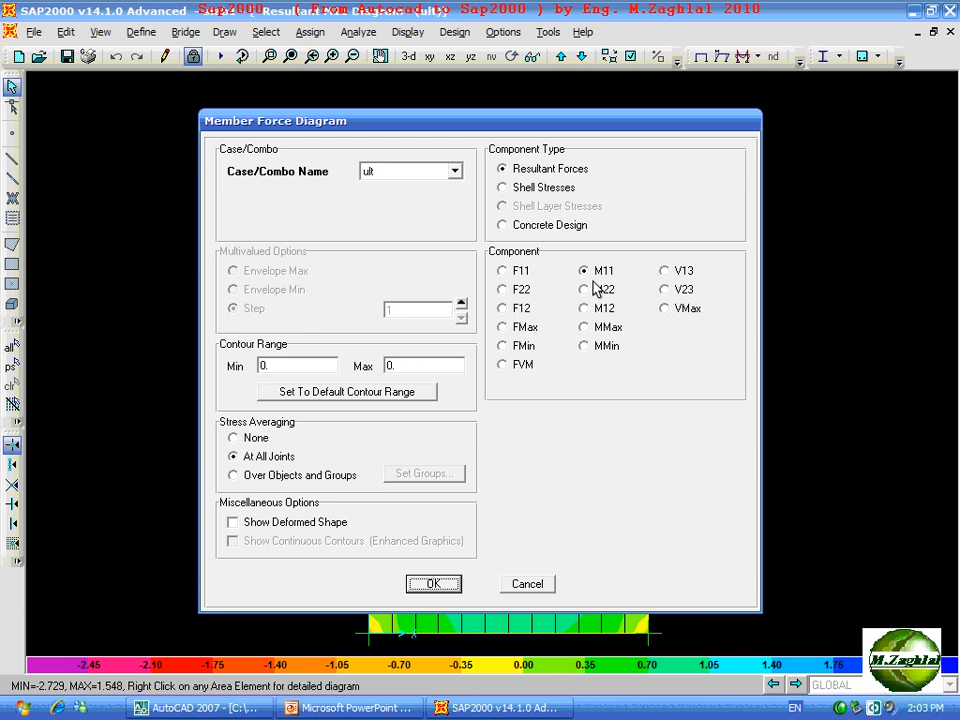 SAP2000 v14.1.0 Advanced
Sap2000 ( From Autocad to Sap2000 ) by Eng. M.Zaghlal 2010
File Edit View Define Bridge Draw Select Assign Analyze Display Design Options Tools Help
3-d xy xz yz nv nd
all
ps
clr
Member Force Diagram
Case/Combo
Case/Combo Name ult
Multivalued Options
Envelope Max
Envelope Min
Step 1
Contour Range
Min 0. Max 0.
Set To Default Contour Range
Stress Averaging
None
At All Joints
Over Objects and Groups Set Groups...
Miscellaneous Options
Show Deformed Shape
Show Continuous Contours (Enhanced Graphics)
Component Type
Resultant Forces
Shell Stresses
Shell Layer Stresses
Concrete Design
Component
F11 M11 V13
F22 V23
F12 M12 VMax
FMax MMax
FMin MMin
FVM
OK Cancel
X
-2.45 -2.10 -1.75 -1.40 -1.05 -0.70 -0.35 0.00 0.35 0.70 1.05 1.40 1.75
M.Zaghlal
MIN=-2.729, MAX=1.548, Right Click on any Area Element for detailed diagram
GLOBAL
AutoCAD 2007 - [C:\... Microsoft PowerPoint ... SAP2000 v14.1.0 Ad... EN 2:03 PM